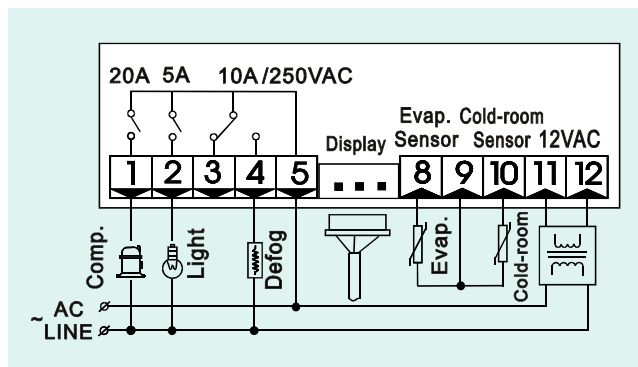 20A 5A 10A/250VAC
Evap. Cold-room
Display Sensor Sensor 12VAC
1 2 3 4 5 ... 8 9 10 11 12
Comp. Light Defog Evap. Cold-room
~ AC
LINE